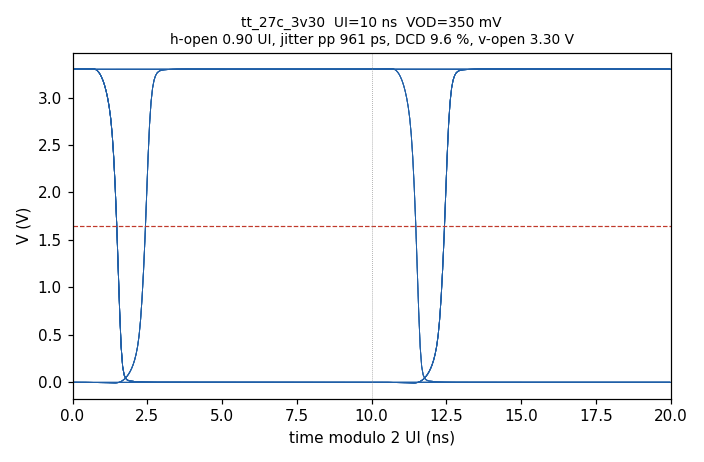 tt_27c_3v30  UI=10 ns  VOD=350 mV
h-open 0.90 UI, jitter pp 961 ps, DCD 9.6 %, v-open 3.30 V
V (V)
3.0
2.5
2.0
1.5
1.0
0.5
0.0
0.0 2.5 5.0 7.5 10.0 12.5 15.0 17.5 20.0
time modulo 2 UI (ns)